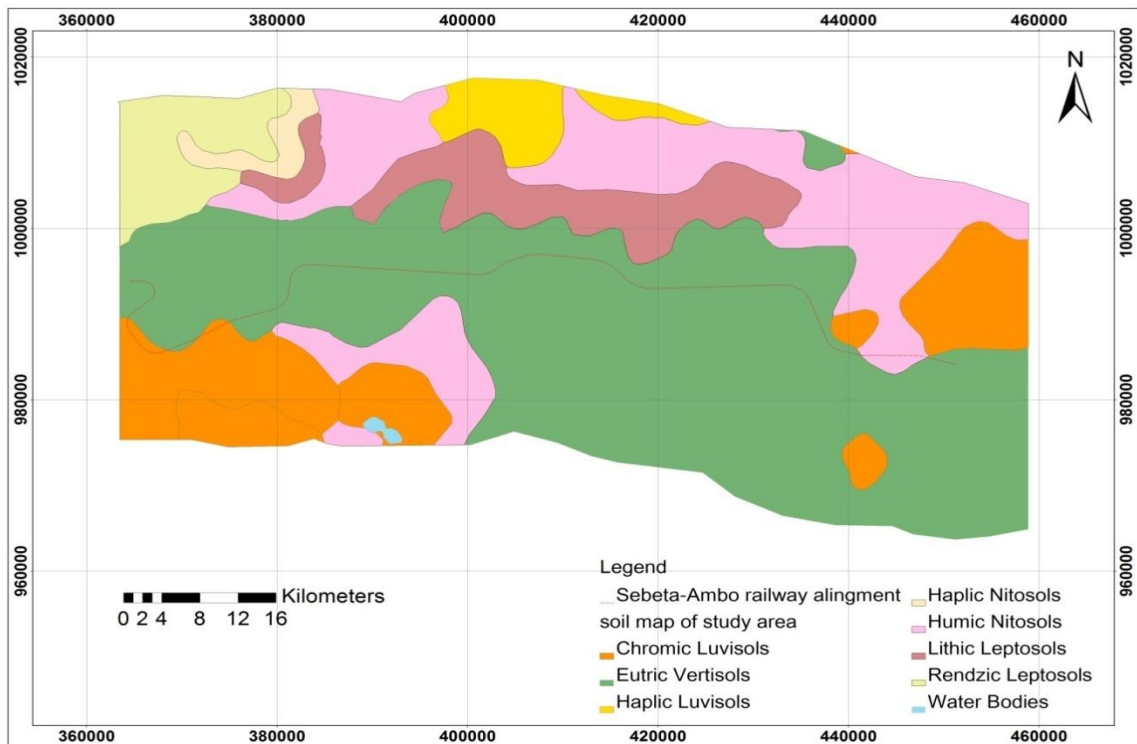 360000 380000 400000 420000 440000 460000
1020000 1020000
N
1000000 1000000
980000 980000
960000 960000
Legend
Sebeta-Ambo railway alingment
soil map of study area
Chromic Luvisols
Eutric Vertisols
Haplic Luvisols
Haplic Nitosols
Humic Nitosols
Lithic Leptosols
Rendzic Leptosols
Water Bodies
Kilometers
0 2 4 8 12 16
360000 380000 400000 420000 440000 460000